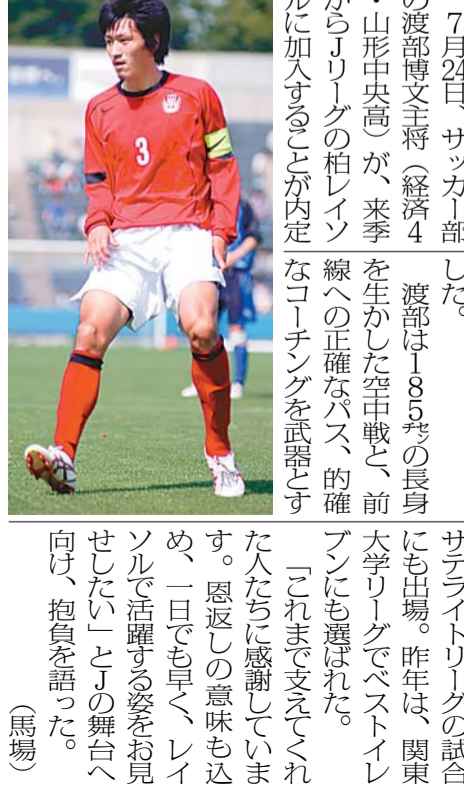 ７月24日、サッカー部
の渡部博文主将（経済４
・山形中央高）が、来季
からＪリーグの柏レイソ
ルに加入することが内定
した。
渡部は１８５㌢の長身
を生かした空中戦と、前
線への正確なパス、的確
なコーチングを武器とす
サテライトリーグの試合
にも出場。昨年は、関東
大学リーグでベストイレ
ブンにも選ばれた。
「これまで支えてくれ
た人たちに感謝していま
す。恩返しの意味も込
め、一日でも早く、レイ
ソルで活躍する姿をお見
せしたい」とＪの舞台へ
向け、抱負を語った。
（馬場）
3